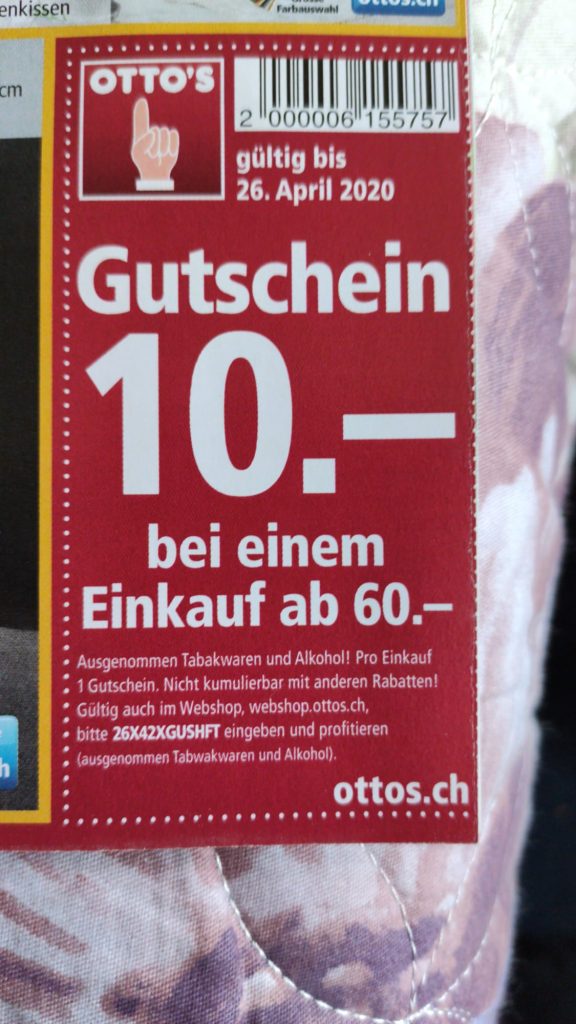 enkissen
Farbauswahl
ottos.ch
cm
OTTO'S
2 000006 155757
gültig bis
26. April 2020
Gutschein
10.–
bei einem
Einkauf ab 60.–
Ausgenommen Tabakwaren und Alkohol! Pro Einkauf
1 Gutschein. Nicht kumulierbar mit anderen Rabatten!
Gültig auch im Webshop, webshop.ottos.ch,
bitte 26X42XGUSHFT eingeben und profitieren
(ausgenommen Tabwakwaren und Alkohol).
h
ottos.ch